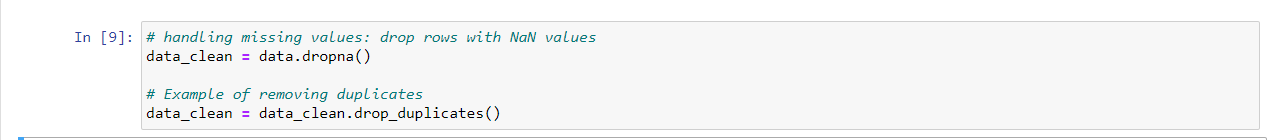 In [9]: # handling missing values: drop rows with NaN values
data_clean = data.dropna()
# Example of removing duplicates
data_clean = data_clean.drop_duplicates()